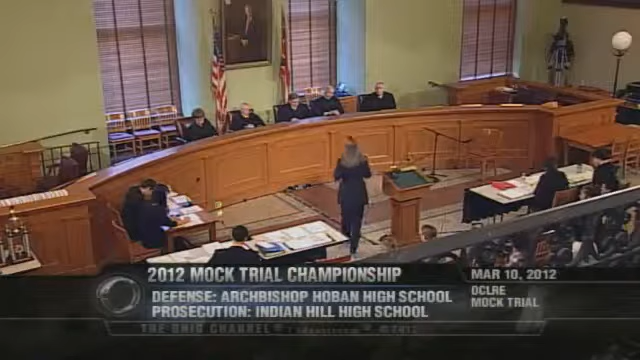 2012 MOCK TRIAL CHAMPIONSHIP
MAR 10, 2012
DEFENSE: ARCHBISHOP HOBAN HIGH SCHOOL
PROSECUTION: INDIAN HILL HIGH SCHOOL
OCLRE
MOCK TRIAL
THE OHIO CHANNEL